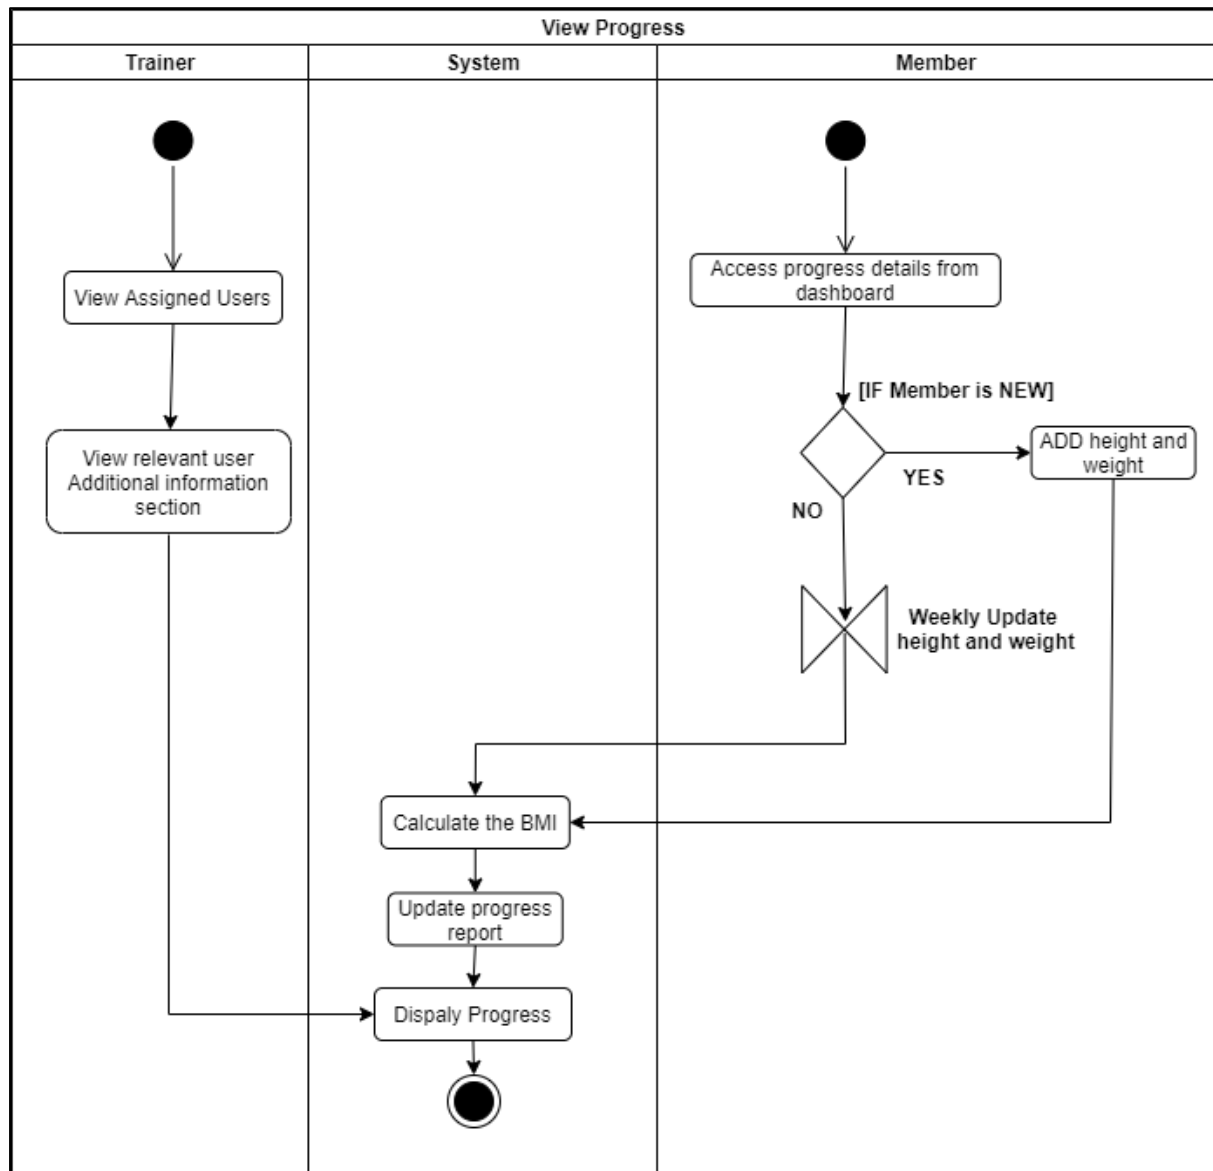 View Progress
Trainer
System
Member
View Assigned Users
Access progress details from
dashboard
[IF Member is NEW]
View relevant user
Additional information
section
ADD height and
weight
YES
NO
Weekly Update
height and weight
Calculate the BMI
Update progress
report
Dispaly Progress